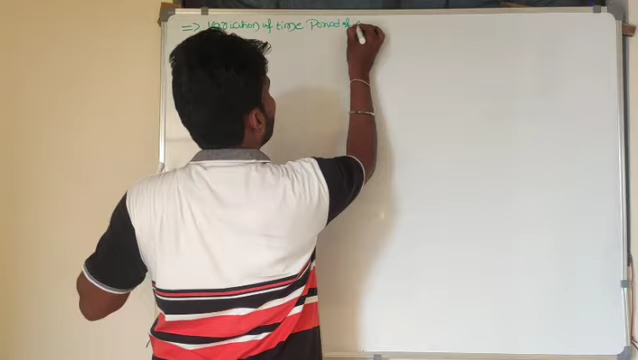 => Variation of time Period of